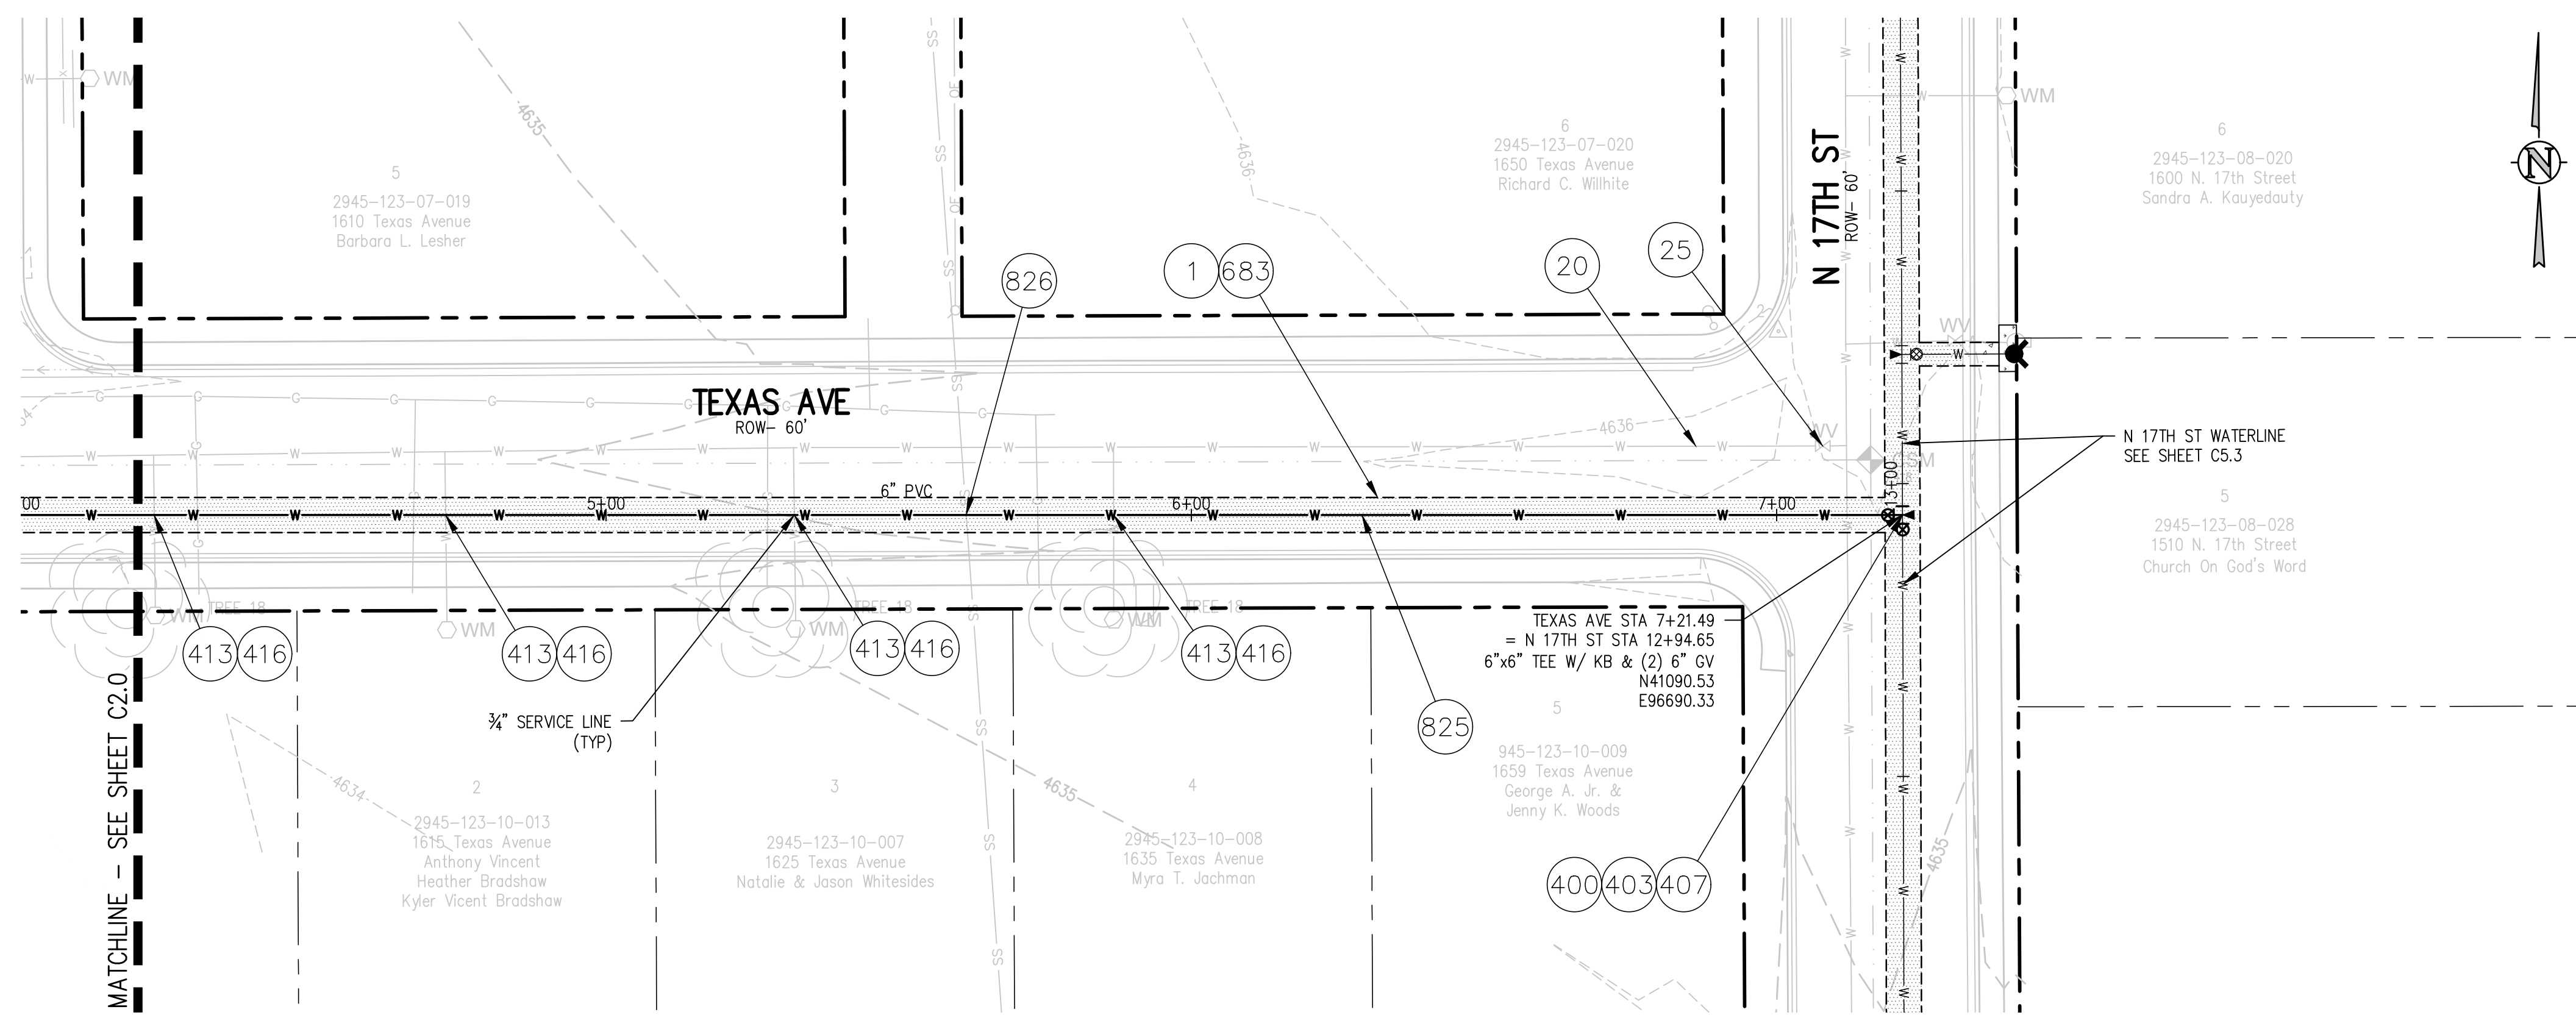 WM
4635
5
2945-123-07-019
1610 Texas Avenue
Barbara L. Lesher
SS
OE
4636
6
2945-123-07-020
1650 Texas Avenue
Richard C. Willhite
N 17TH ST
ROW- 60'
WM
6
2945-123-08-020
1600 N. 17th Street
Sandra A. Kauyedauty
N
826
1
683
20
25
TEXAS AVE
ROW- 60'
4636
WV
WV
N 17TH ST WATERLINE
SEE SHEET C5.3
00
5+00
6" PVC
6+00
7+00
13+00
5
2945-123-08-028
1510 N. 17th Street
Church On God's Word
TREE 18
TREE 18
TREE 18
WM
WM
WM
WM
413
416
413
416
413
416
413
416
TEXAS AVE STA 7+21.49
= N 17TH ST STA 12+94.65
6"x6" TEE W/ KB & (2) 6" GV
N41090.53
E96690.33
¾" SERVICE LINE
(TYP)
825
MATCHLINE - SEE SHEET C2.0
4634
4635
4635
2
2945-123-10-013
1615 Texas Avenue
Anthony Vincent
Heather Bradshaw
Kyler Vicent Bradshaw
3
2945-123-10-007
1625 Texas Avenue
Natalie & Jason Whitesides
4
2945-123-10-008
1635 Texas Avenue
Myra T. Jachman
5
945-123-10-009
1659 Texas Avenue
George A. Jr. &
Jenny K. Woods
400
403
407